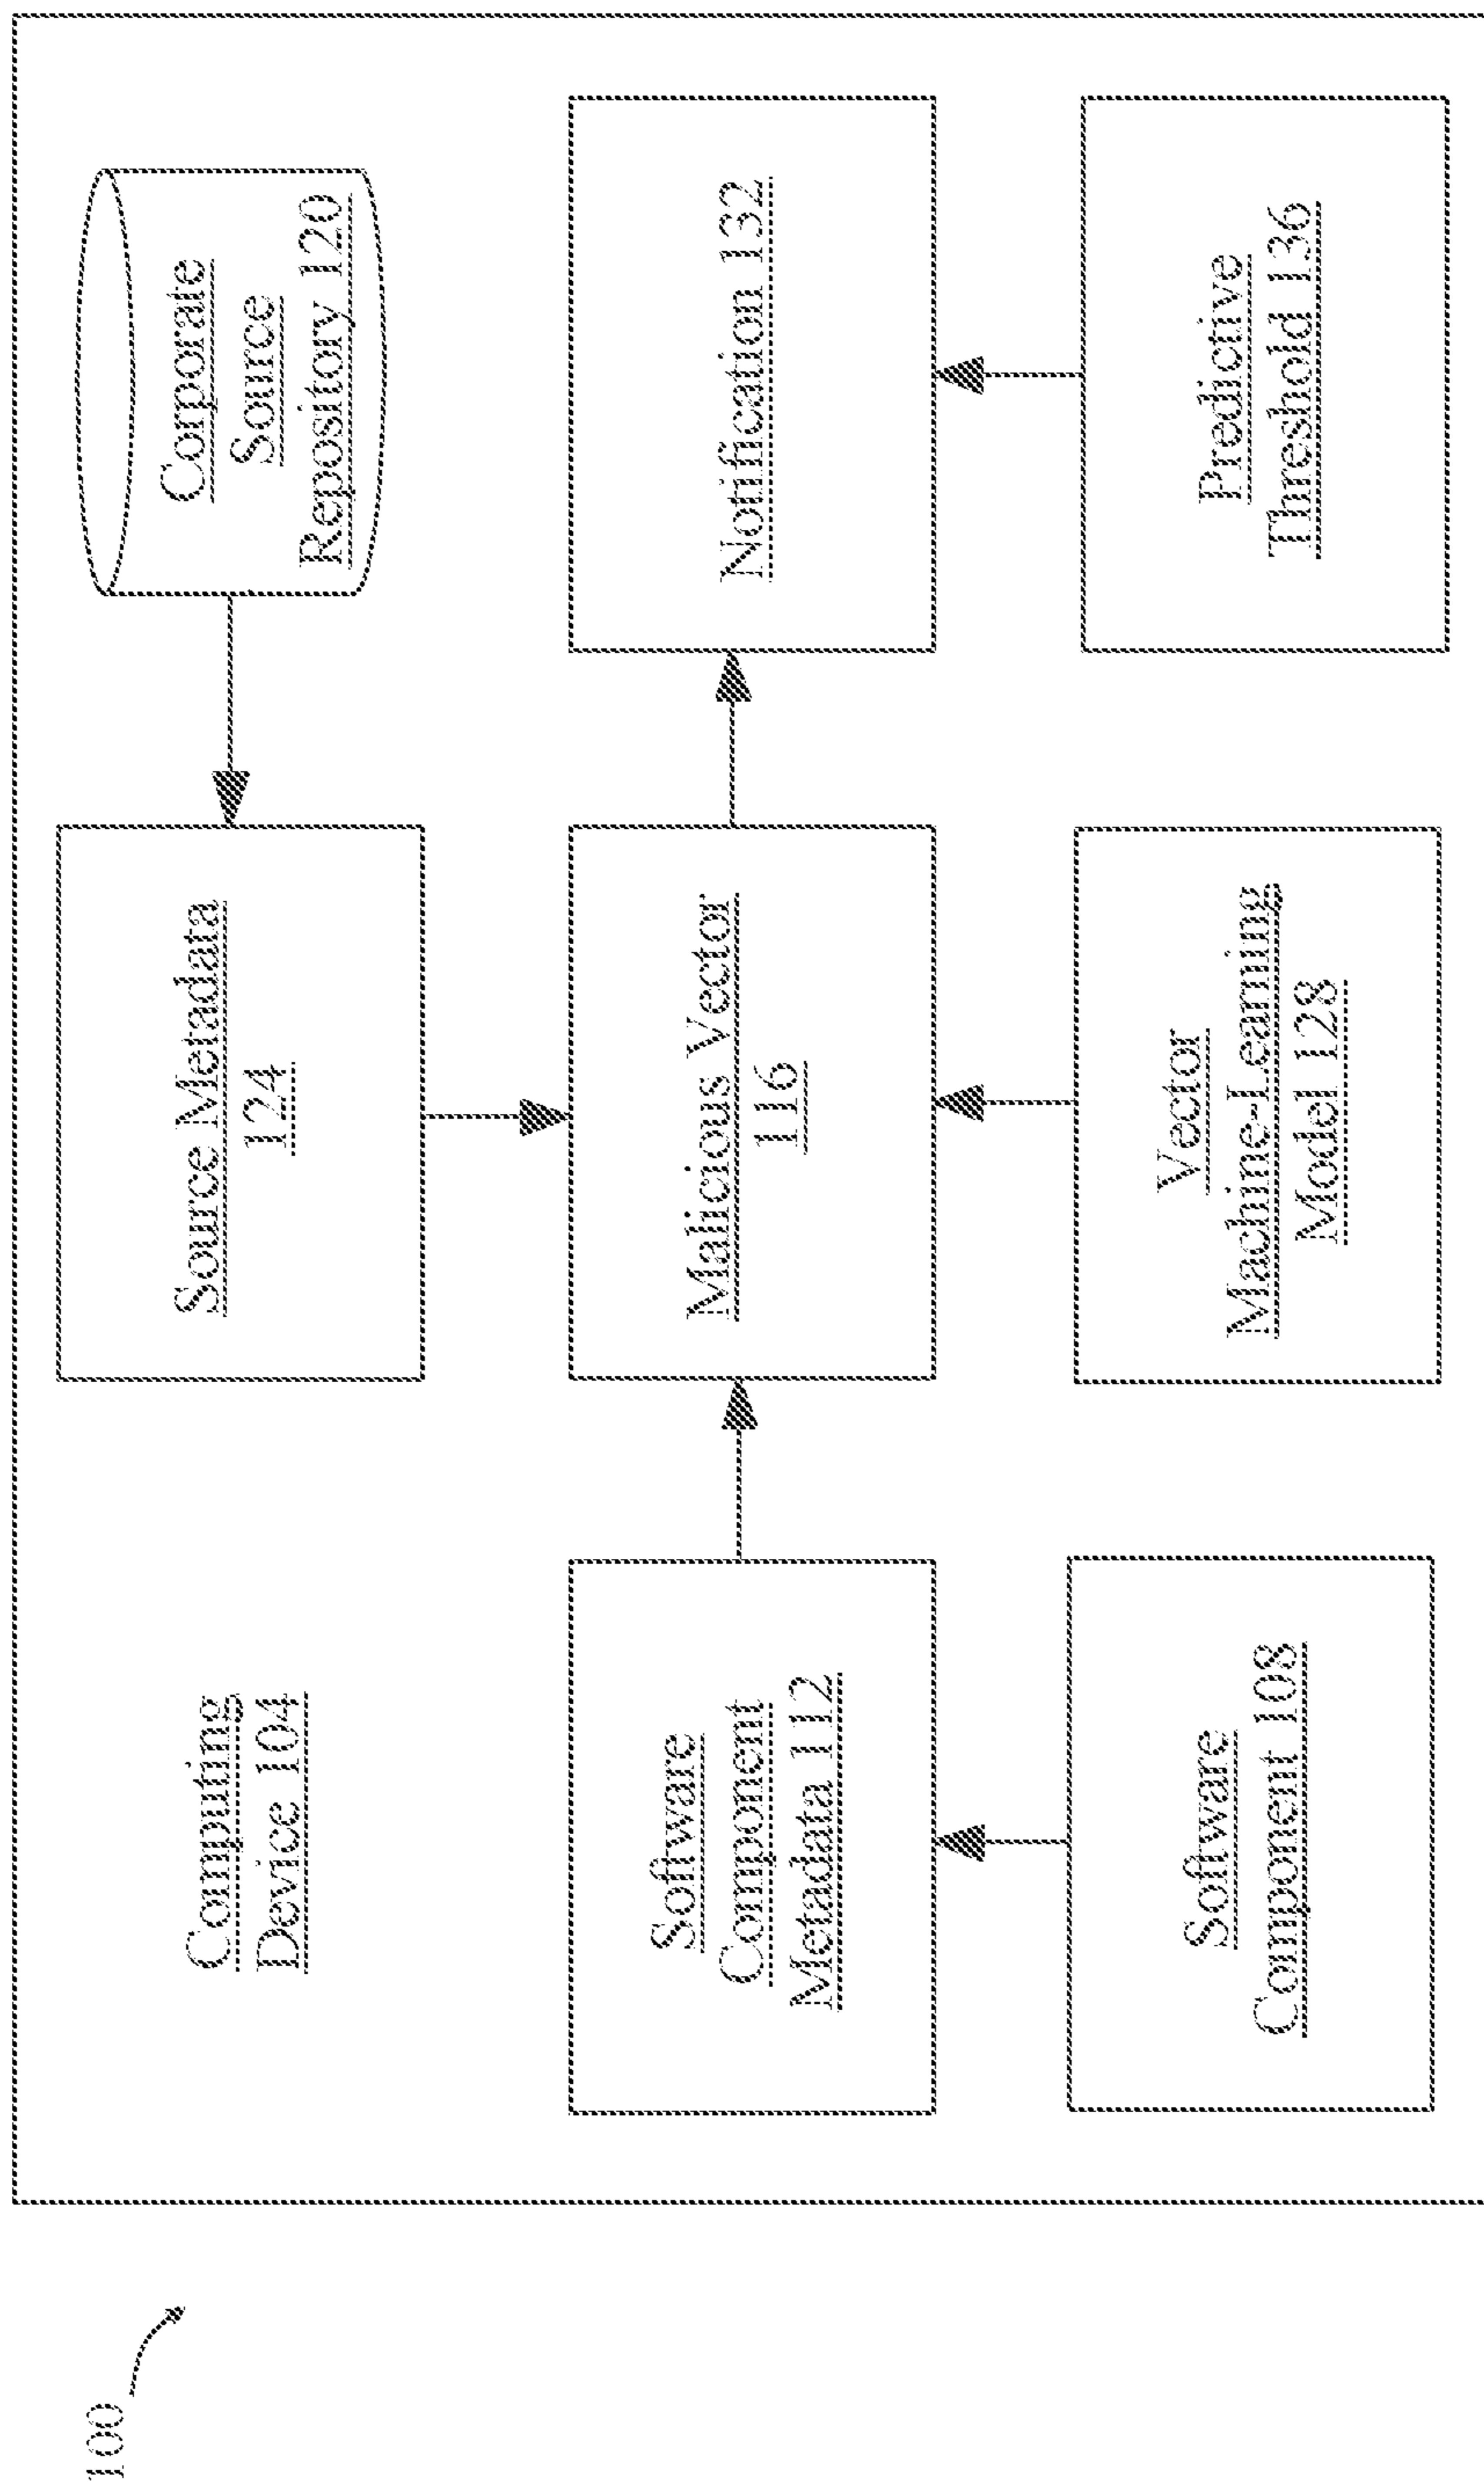 100
Computing
Device 104
Source Metadata
124
Corporate
Source
Repository 120
Software
Component
Metadata 112
Malicious Vector
116
Notification 132
Software
Component 108
Vector
Machine-Learning
Model 128
Predictive
Threshold 136